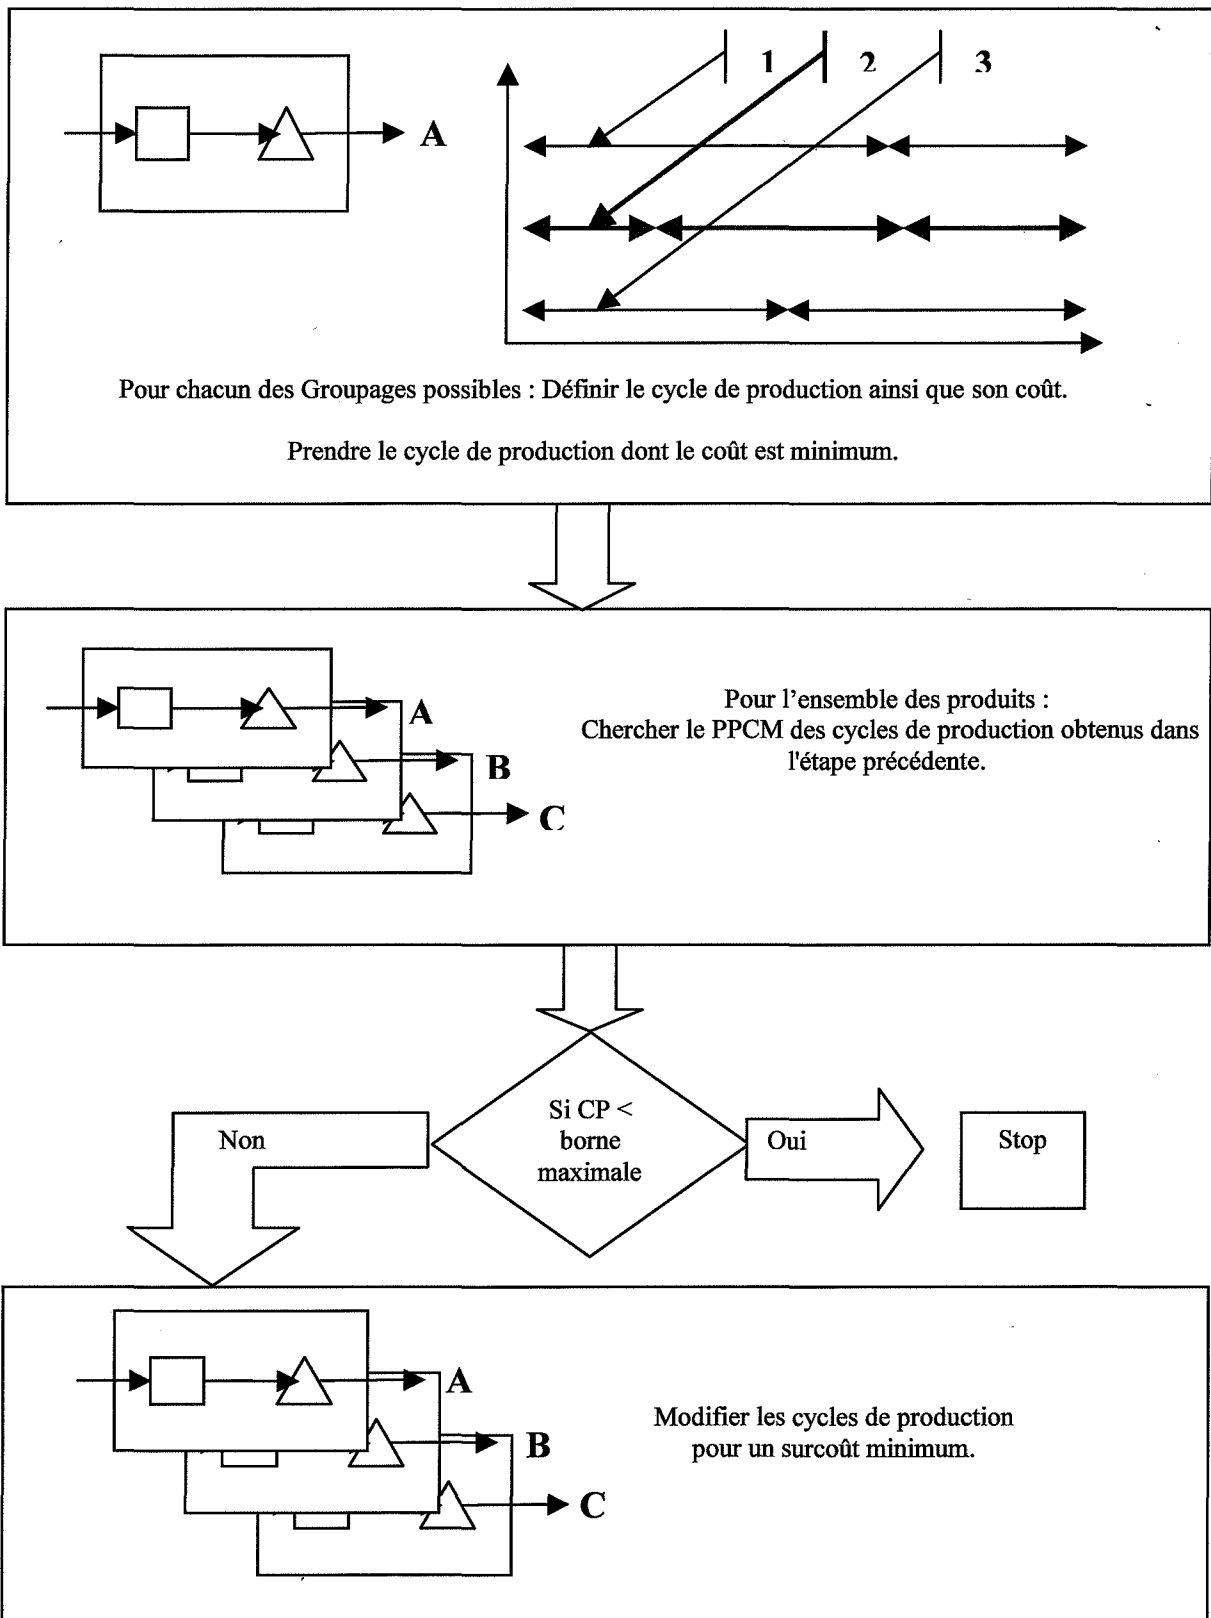 1 2 3
A
Pour chacun des Groupages possibles : Définir le cycle de production ainsi que son coût.
Prendre le cycle de production dont le coût est minimum.
A
B
C
Pour l'ensemble des produits :
Chercher le PPCM des cycles de production obtenus dans
l'étape précédente.
Si CP <
borne
maximale
Non
Oui
Stop
A
B
C
Modifier les cycles de production
pour un surcoût minimum.